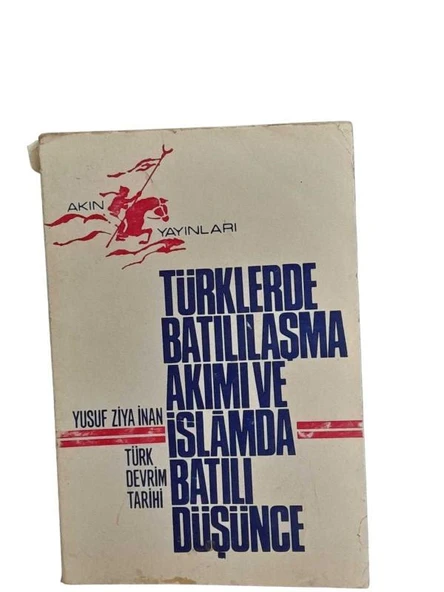 AKIN
YAYINLARI
TÜRKLERDE
BATILILAŞMA
AKIMI VE
İSLÂMDA
BATILI
DÜŞÜNCE
YUSUF ZİYA İNAN
TÜRK
DEVRİM
TARİHİ